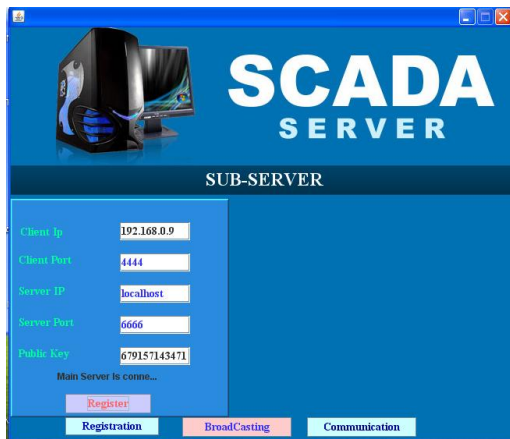 SCADA
SERVER
SUB-SERVER
Client Ip 192.168.0.9
Client Port 4444
Server IP localhost
Server Port 6666
Public Key 679157143471
Main Server Is conne...
Register
Registration BroadCasting Communication